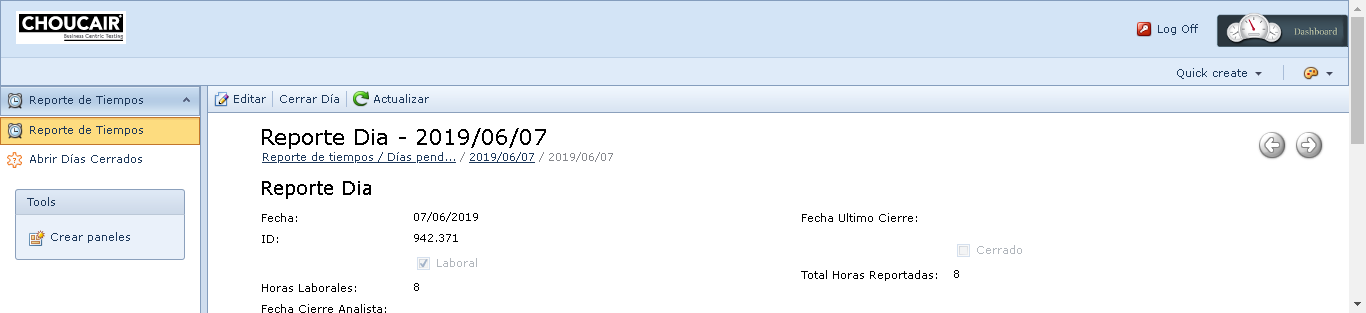 CHOUCAIR
Business Centric Testing
Log Off
Dashboard
Quick create
Reporte de Tiempos
Editar Cerrar Día Actualizar
Reporte de Tiempos
Abrir Días Cerrados
Tools
Crear paneles
Reporte Dia - 2019/06/07
Reporte de tiempos / Días pend... / 2019/06/07 / 2019/06/07
Reporte Dia
Fecha: 07/06/2019 Fecha Ultimo Cierre:
ID: 942.371
Laboral Cerrado
Horas Laborales: 8 Total Horas Reportadas: 8
Fecha Cierre Analista: